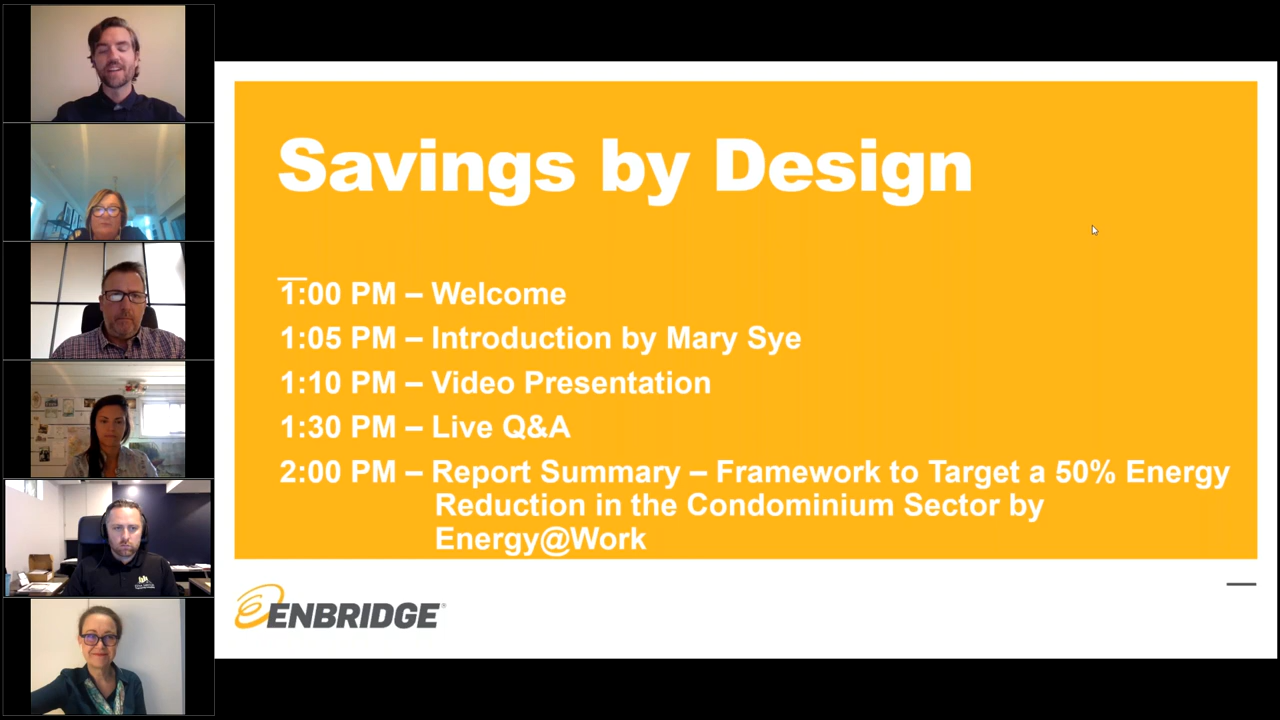 Savings by Design
1:00 PM – Welcome
1:05 PM – Introduction by Mary Sye
1:10 PM – Video Presentation
1:30 PM – Live Q&A
2:00 PM – Report Summary – Framework to Target a 50% Energy
Reduction in the Condominium Sector by
Energy@Work
ENBRIDGE